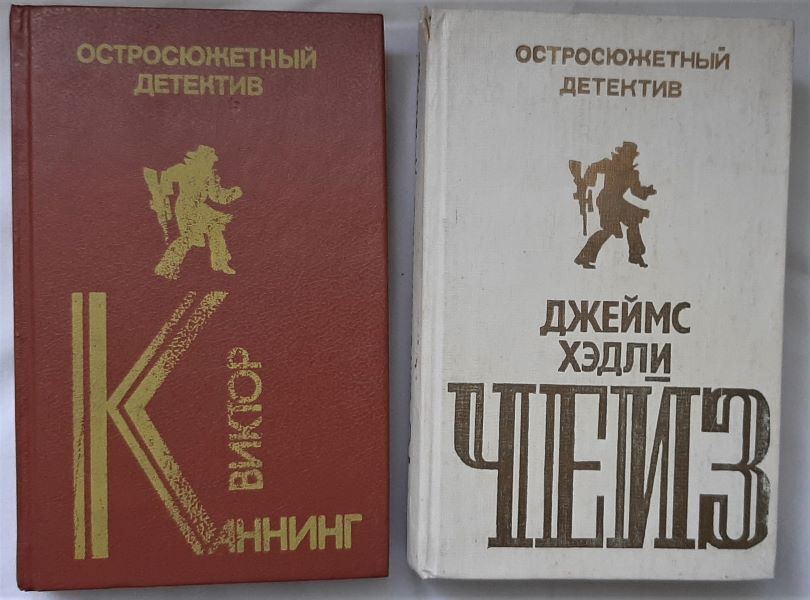 ОСТРОСЮЖЕТНЫЙ
ДЕТЕКТИВ
ВИКТОР
КАННИНГ
ОСТРОСЮЖЕТНЫЙ
ДЕТЕКТИВ
ДЖЕЙМС
ХЭДЛИ
ЧЕЙЗ